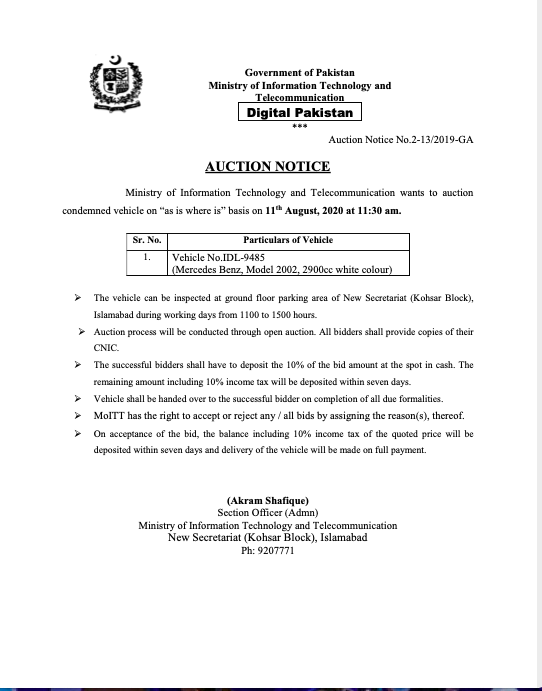 Government of Pakistan
Ministry of Information Technology and
Telecommunication
Digital Pakistan
***
Auction Notice No.2-13/2019-GA
AUCTION NOTICE
Ministry of Information Technology and Telecommunication wants to auction
condemned vehicle on “as is where is” basis on 11th August, 2020 at 11:30 am.
Sr. No. Particulars of Vehicle
1. Vehicle No.IDL-9485
(Mercedes Benz, Model 2002, 2900cc white colour)
➢ The vehicle can be inspected at ground floor parking area of New Secretariat (Kohsar Block),
Islamabad during working days from 1100 to 1500 hours.
➢ Auction process will be conducted through open auction. All bidders shall provide copies of their
CNIC.
➢ The successful bidders shall have to deposit the 10% of the bid amount at the spot in cash. The
remaining amount including 10% income tax will be deposited within seven days.
➢ Vehicle shall be handed over to the successful bidder on completion of all due formalities.
➢ MoITT has the right to accept or reject any / all bids by assigning the reason(s), thereof.
➢ On acceptance of the bid, the balance including 10% income tax of the quoted price will be
deposited within seven days and delivery of the vehicle will be made on full payment.
(Akram Shafique)
Section Officer (Admn)
Ministry of Information Technology and Telecommunication
New Secretariat (Kohsar Block), Islamabad
Ph: 9207771